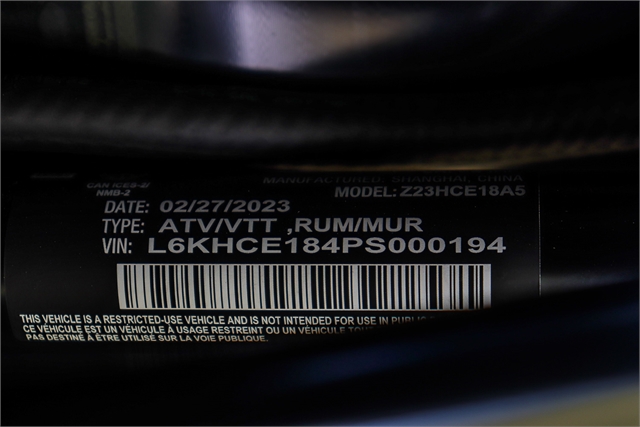 MANUFACTURED: SHANGHAI, CHINA
CAN ICES-2/
NMB-2
MODEL: Z23HCE18A5
DATE: 02/27/2023
TYPE: ATV/VTT ,RUM/MUR
VIN: L6KHCE184PS000194
THIS VEHICLE IS A RESTRICTED-USE VEHICLE AND IS NOT INTENDED FOR USE IN PUBLIC
CE VÉHICULE EST UN VÉHICULE À USAGE RESTREINT OU UN VÉHICULE
PAS DESTINÉ À ÊTRE UTILISÉ SUR LA VOIE PUBLIQUE.